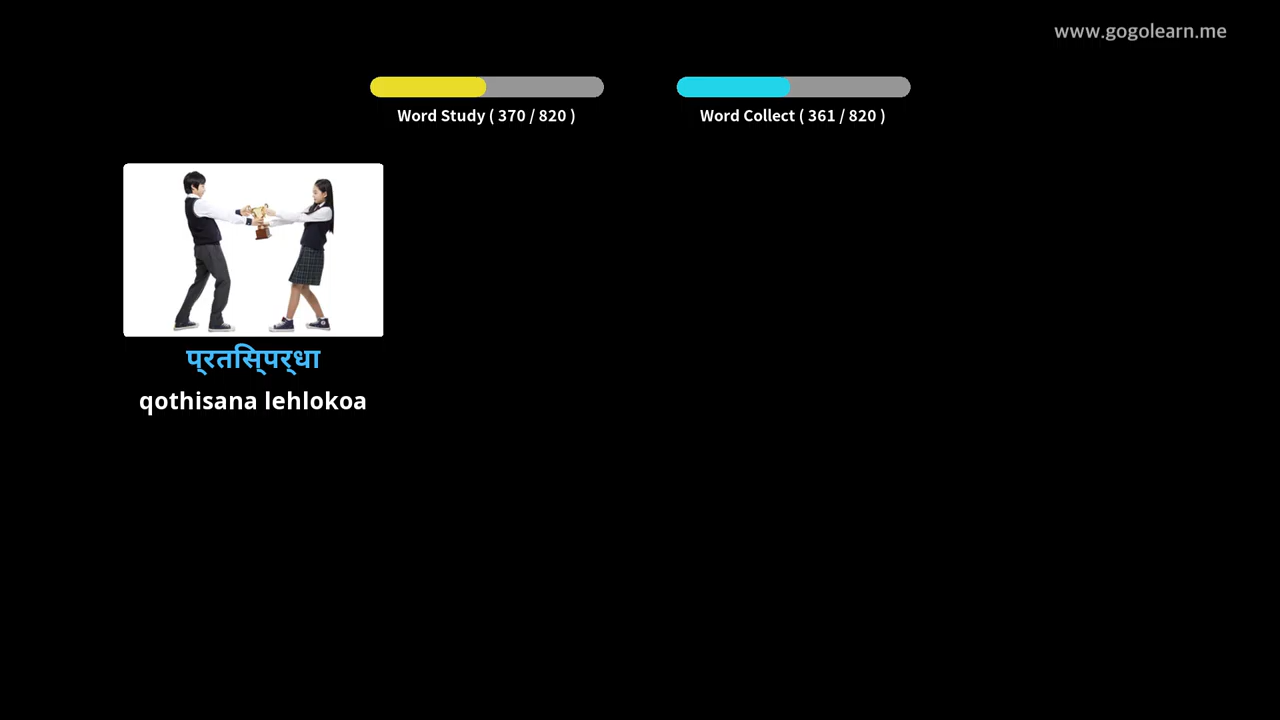 www.gogolearn.me
Word Study ( 370 / 820 )
Word Collect ( 361 / 820 )
प्रतिस्पर्धा
qothisana lehlokoa